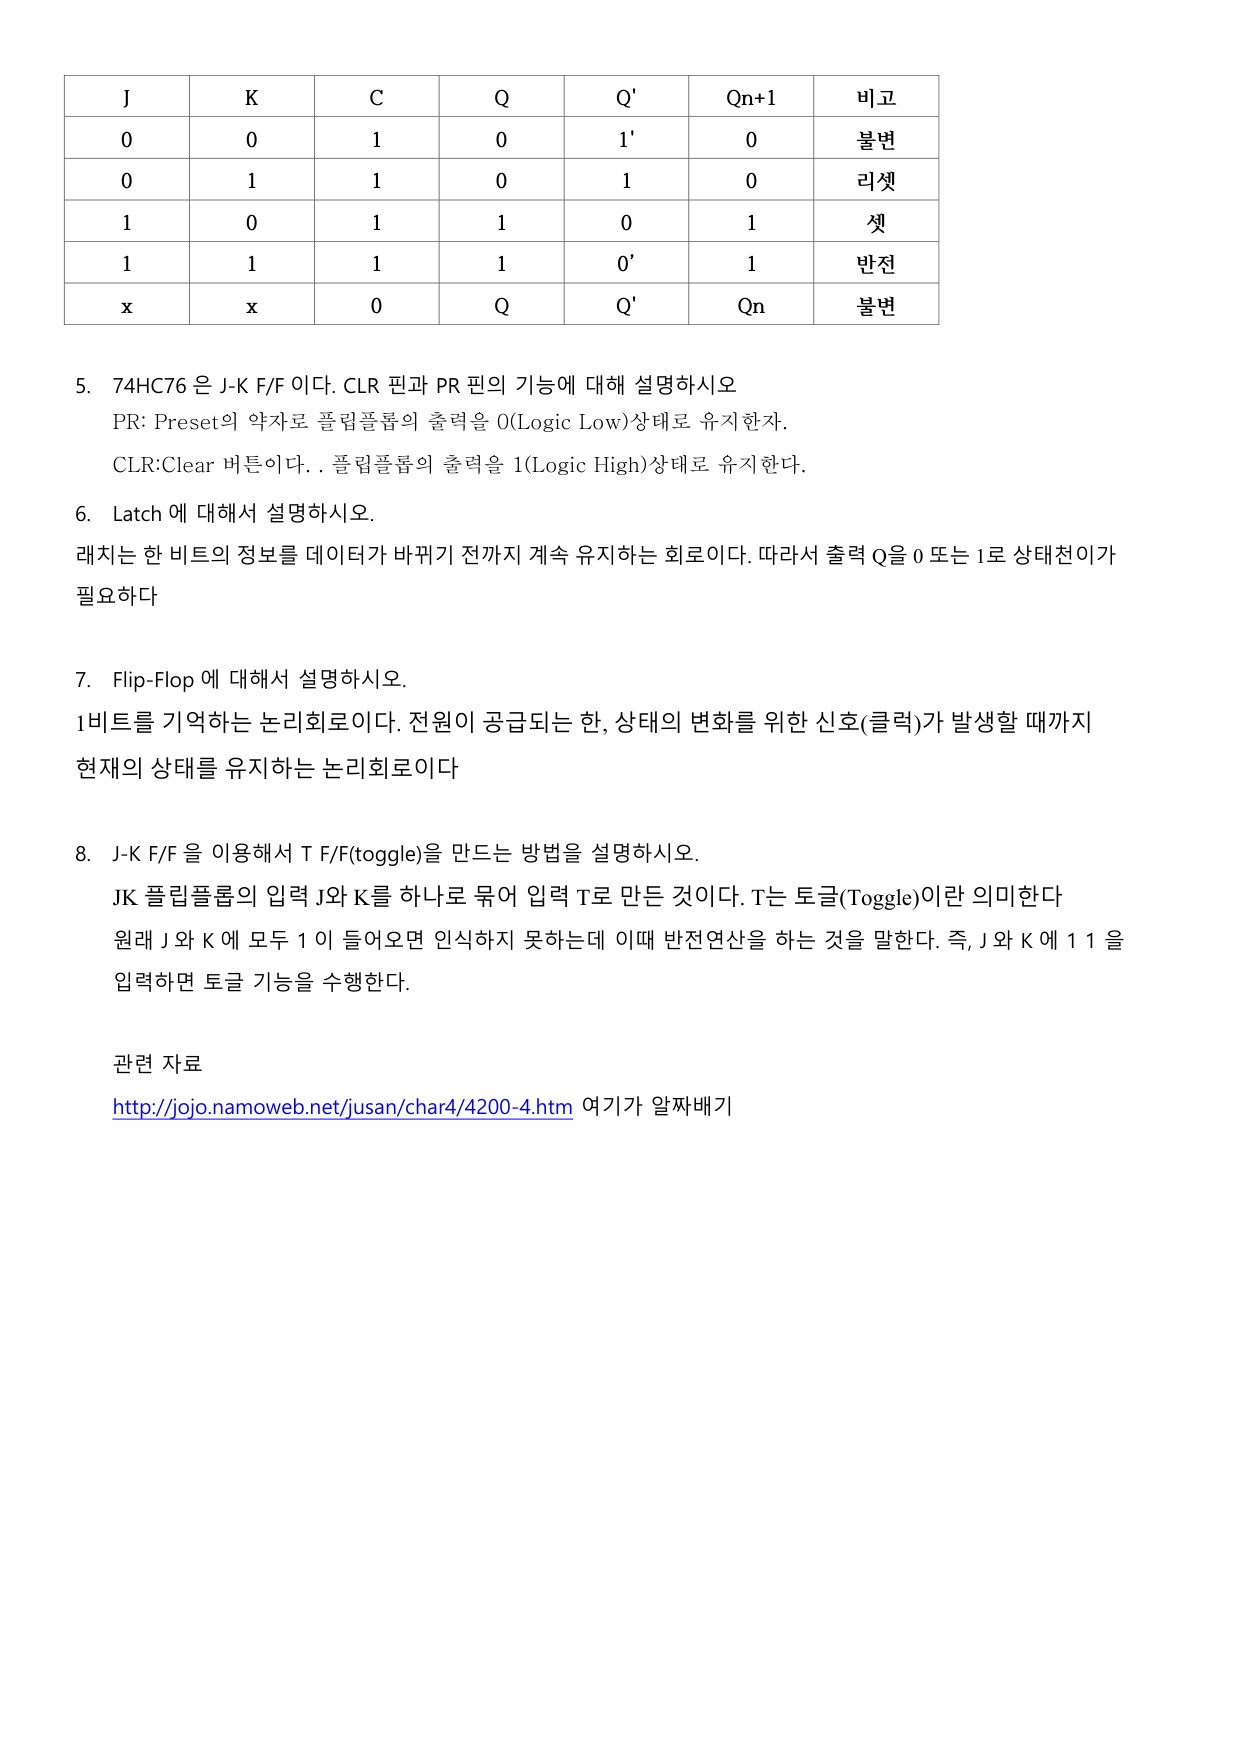 J K C Q Q' Qn+1 비고
0 0 1 0 1' 0 불변
0 1 1 0 1 0 리셋
1 0 1 1 0 1 셋
1 1 1 1 0’ 1 반전
x x 0 Q Q' Qn 불변
5. 74HC76 은 J-K F/F 이다. CLR 핀과 PR 핀의 기능에 대해 설명하시오
PR: Preset의 약자로 플립플롭의 출력을 0(Logic Low)상태로 유지한자.
CLR:Clear 버튼이다. . 플립플롭의 출력을 1(Logic High)상태로 유지한다.
6. Latch 에 대해서 설명하시오.
래치는 한 비트의 정보를 데이터가 바뀌기 전까지 계속 유지하는 회로이다. 따라서 출력 Q을 0 또는 1로 상태천이가
필요하다
7. Flip-Flop 에 대해서 설명하시오.
1비트를 기억하는 논리회로이다. 전원이 공급되는 한, 상태의 변화를 위한 신호(클럭)가 발생할 때까지
현재의 상태를 유지하는 논리회로이다
8. J-K F/F 을 이용해서 T F/F(toggle)을 만드는 방법을 설명하시오.
JK 플립플롭의 입력 J와 K를 하나로 묶어 입력 T로 만든 것이다. T는 토글(Toggle)이란 의미한다
원래 J 와 K 에 모두 1 이 들어오면 인식하지 못하는데 이때 반전연산을 하는 것을 말한다. 즉, J 와 K 에 1 1 을
입력하면 토글 기능을 수행한다.
관련 자료
http://jojo.namoweb.net/jusan/char4/4200-4.htm 여기가 알짜배기